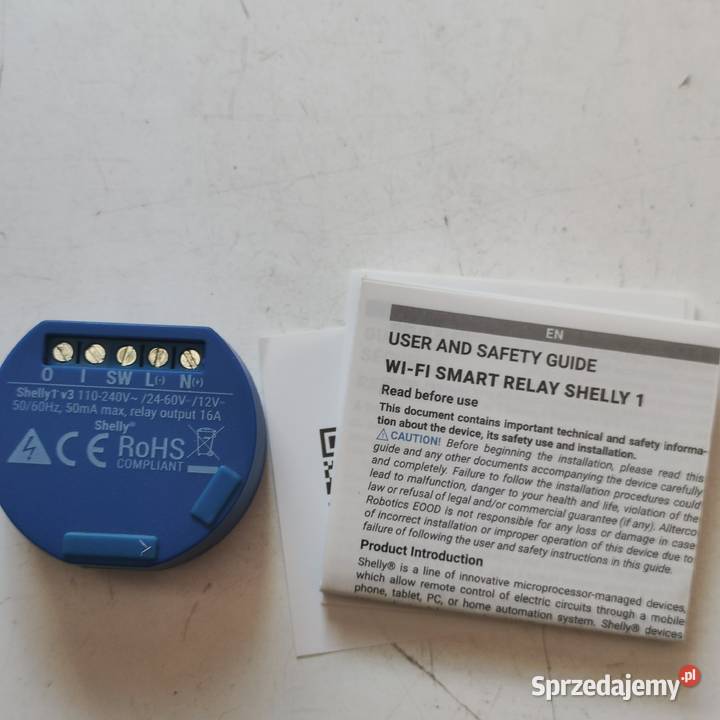 O I SW L(-) N(+)
Shelly1 v3 110-240V~ /24-60V⎓/12V⎓
50/60Hz, 50mA max, relay output 16A
Shelly®
CE RoHS
COMPLIANT
EN
USER AND SAFETY GUIDE
WI-FI SMART RELAY SHELLY 1
Read before use
This document contains important technical and safety informa-
tion about the device, its safety use and installation.
⚠CAUTION! Before beginning the installation, please read this
guide and any other documents accompanying the device carefully
and completely. Failure to follow the installation procedures could
lead to malfunction, danger to your health and life, violation of the
law or refusal of legal and/or commercial guarantee (if any). Allterco
Robotics EOOD is not responsible for any loss or damage in case
of incorrect installation or improper operation of this device due to
failure of following the user and safety instructions in this guide.
Product Introduction
Shelly® is a line of innovative microprocessor-managed devices,
which allow remote control of electric circuits through a mobile
phone, tablet, PC, or home automation system. Shelly® devices
Sprzedajemy.pl